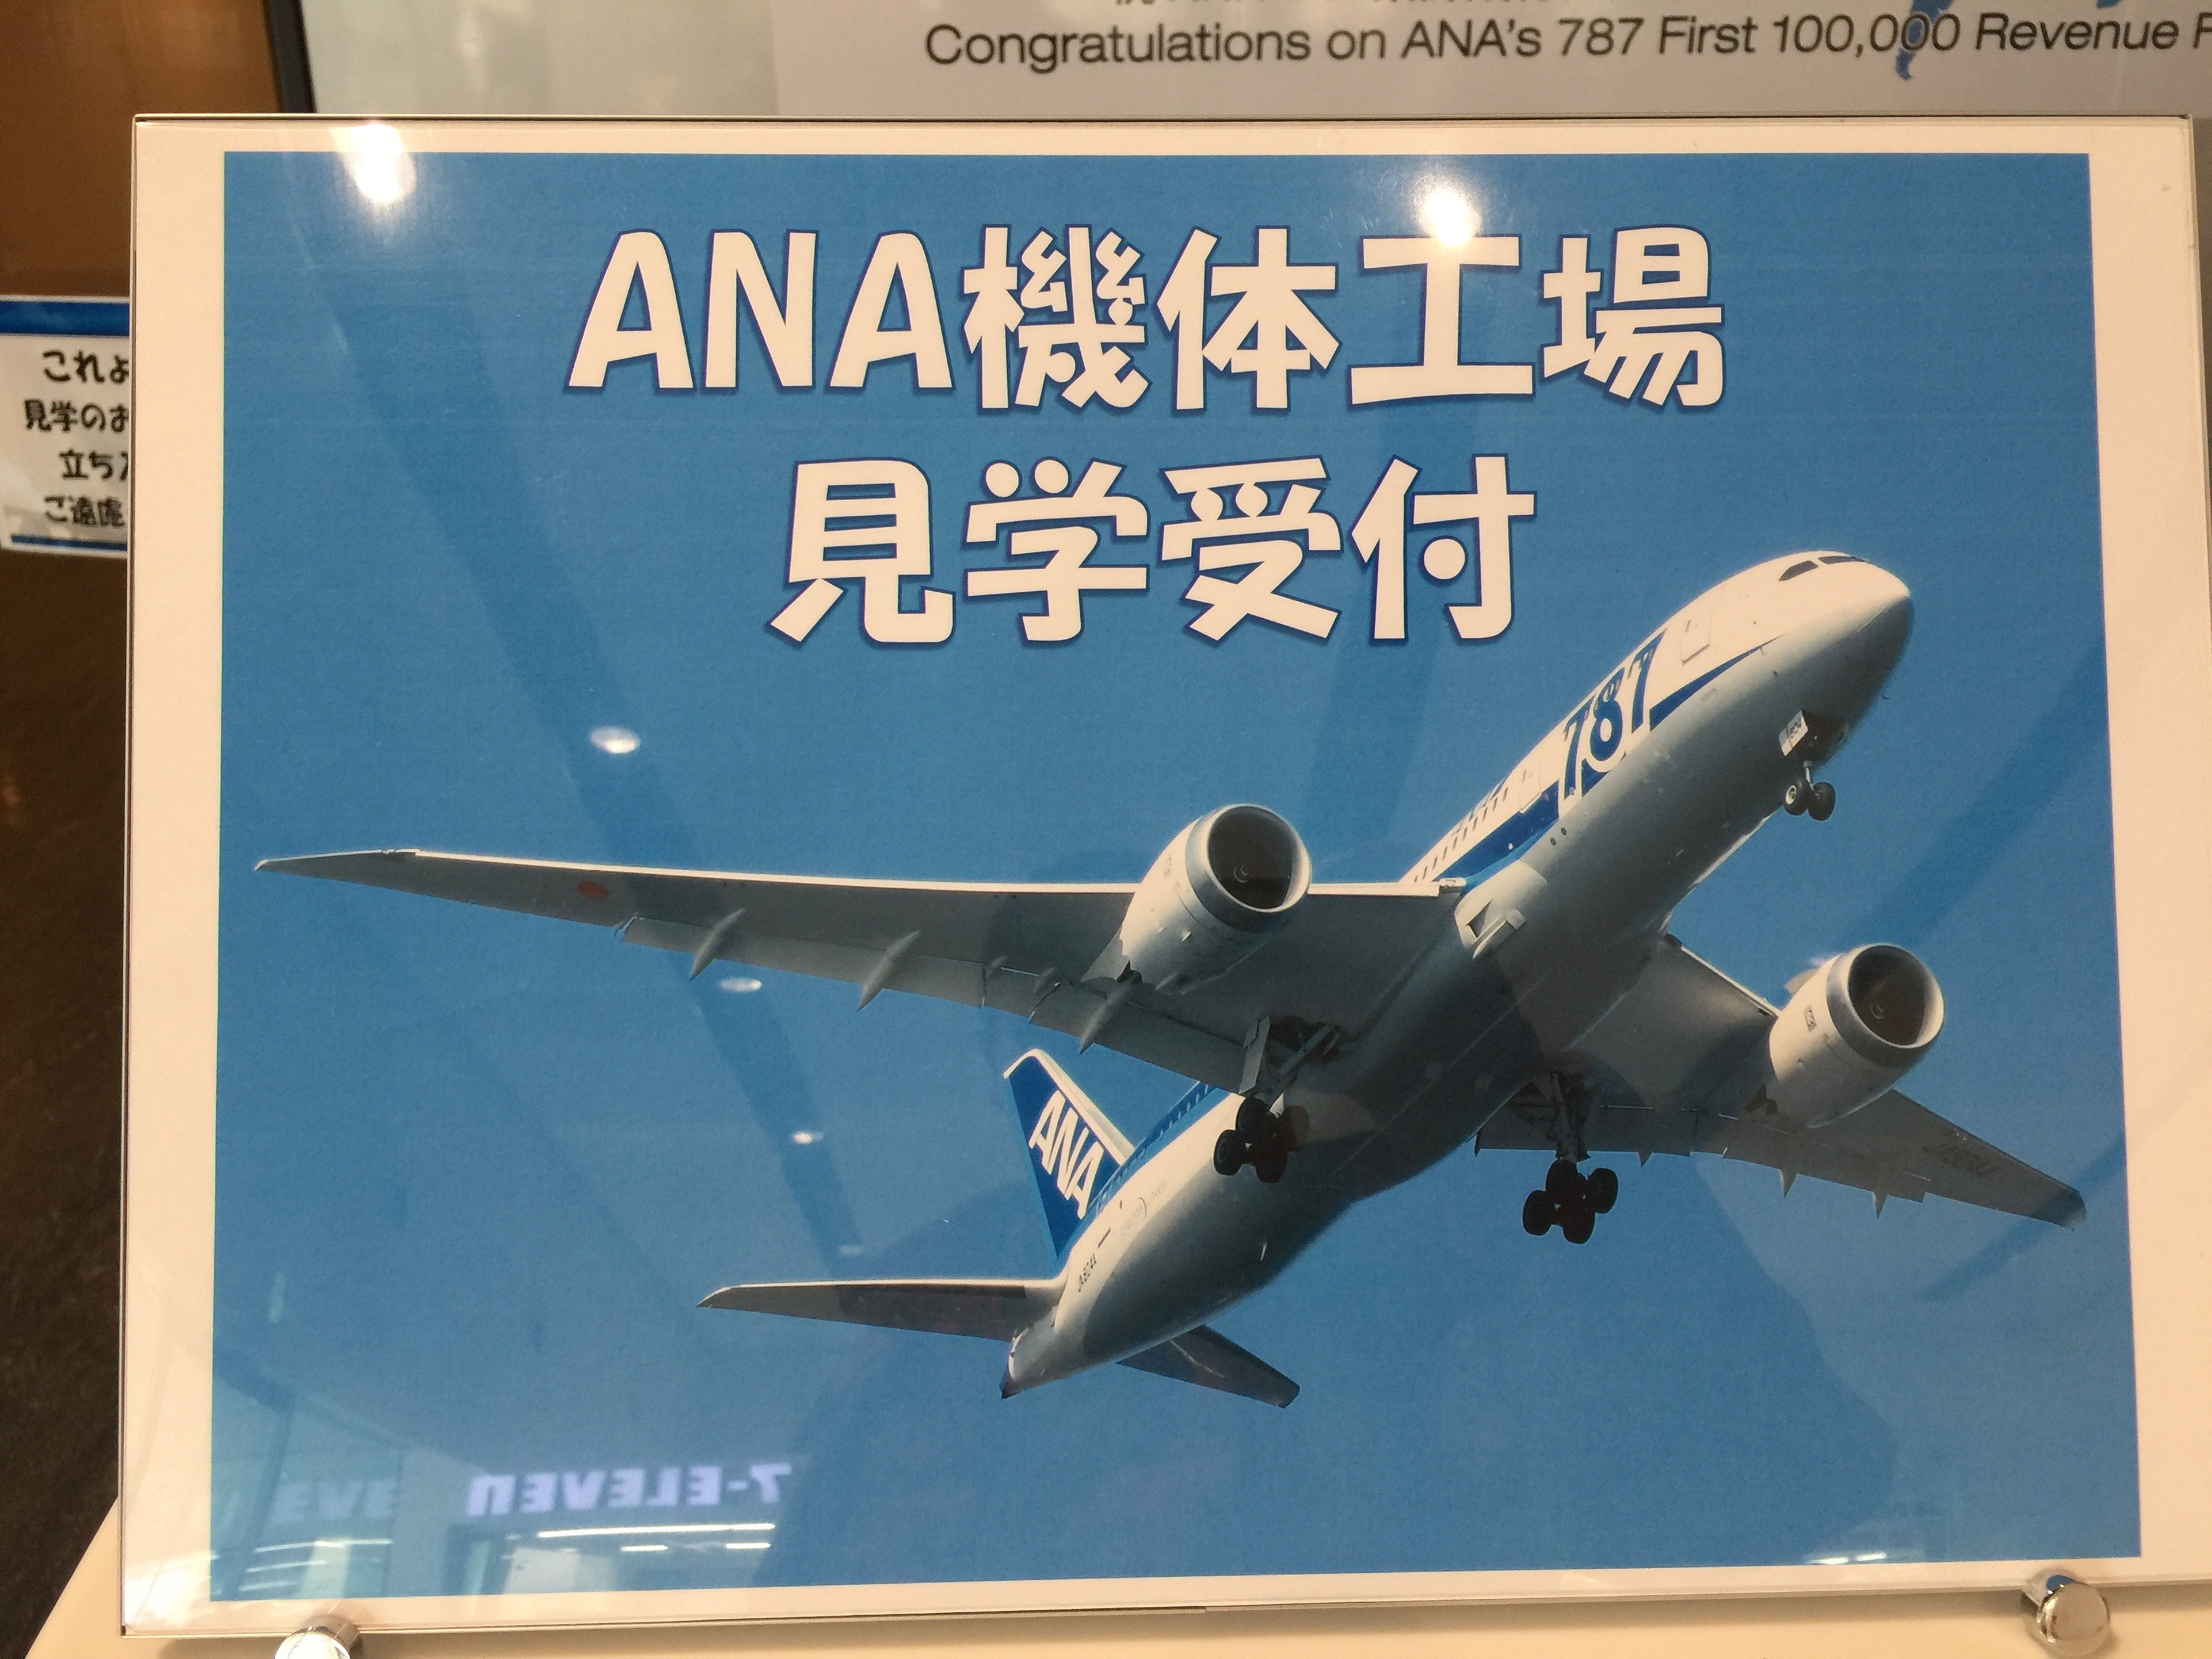 Congratulations on ANA's 787 First 100,000 Revenue
ANA機体工場
見学受付
これよ
見学のお
立ち入
ご遠慮
787
ANA
7-ELEVEN